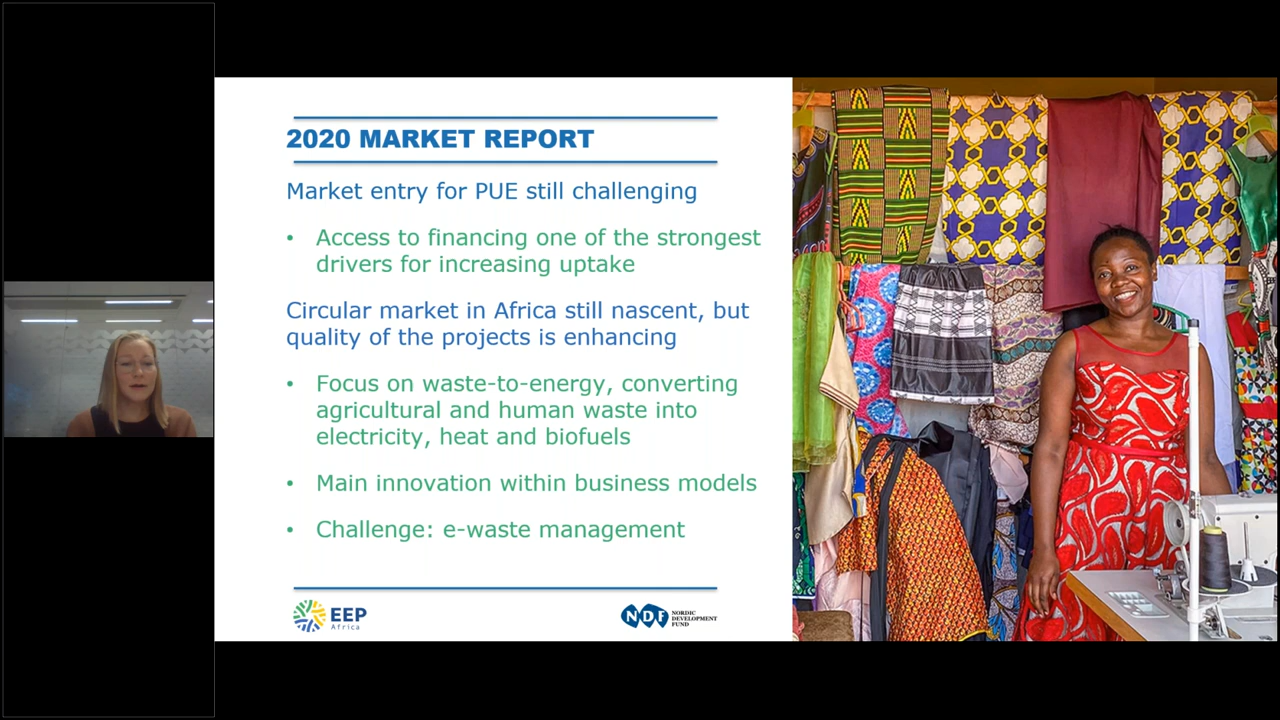 2020 MARKET REPORT
Market entry for PUE still challenging
• Access to financing one of the strongest
drivers for increasing uptake
Circular market in Africa still nascent, but
quality of the projects is enhancing
• Focus on waste-to-energy, converting
agricultural and human waste into
electricity, heat and biofuels
• Main innovation within business models
• Challenge: e-waste management
EEP
Africa
NDF
NORDIC
DEVELOPMENT
FUND